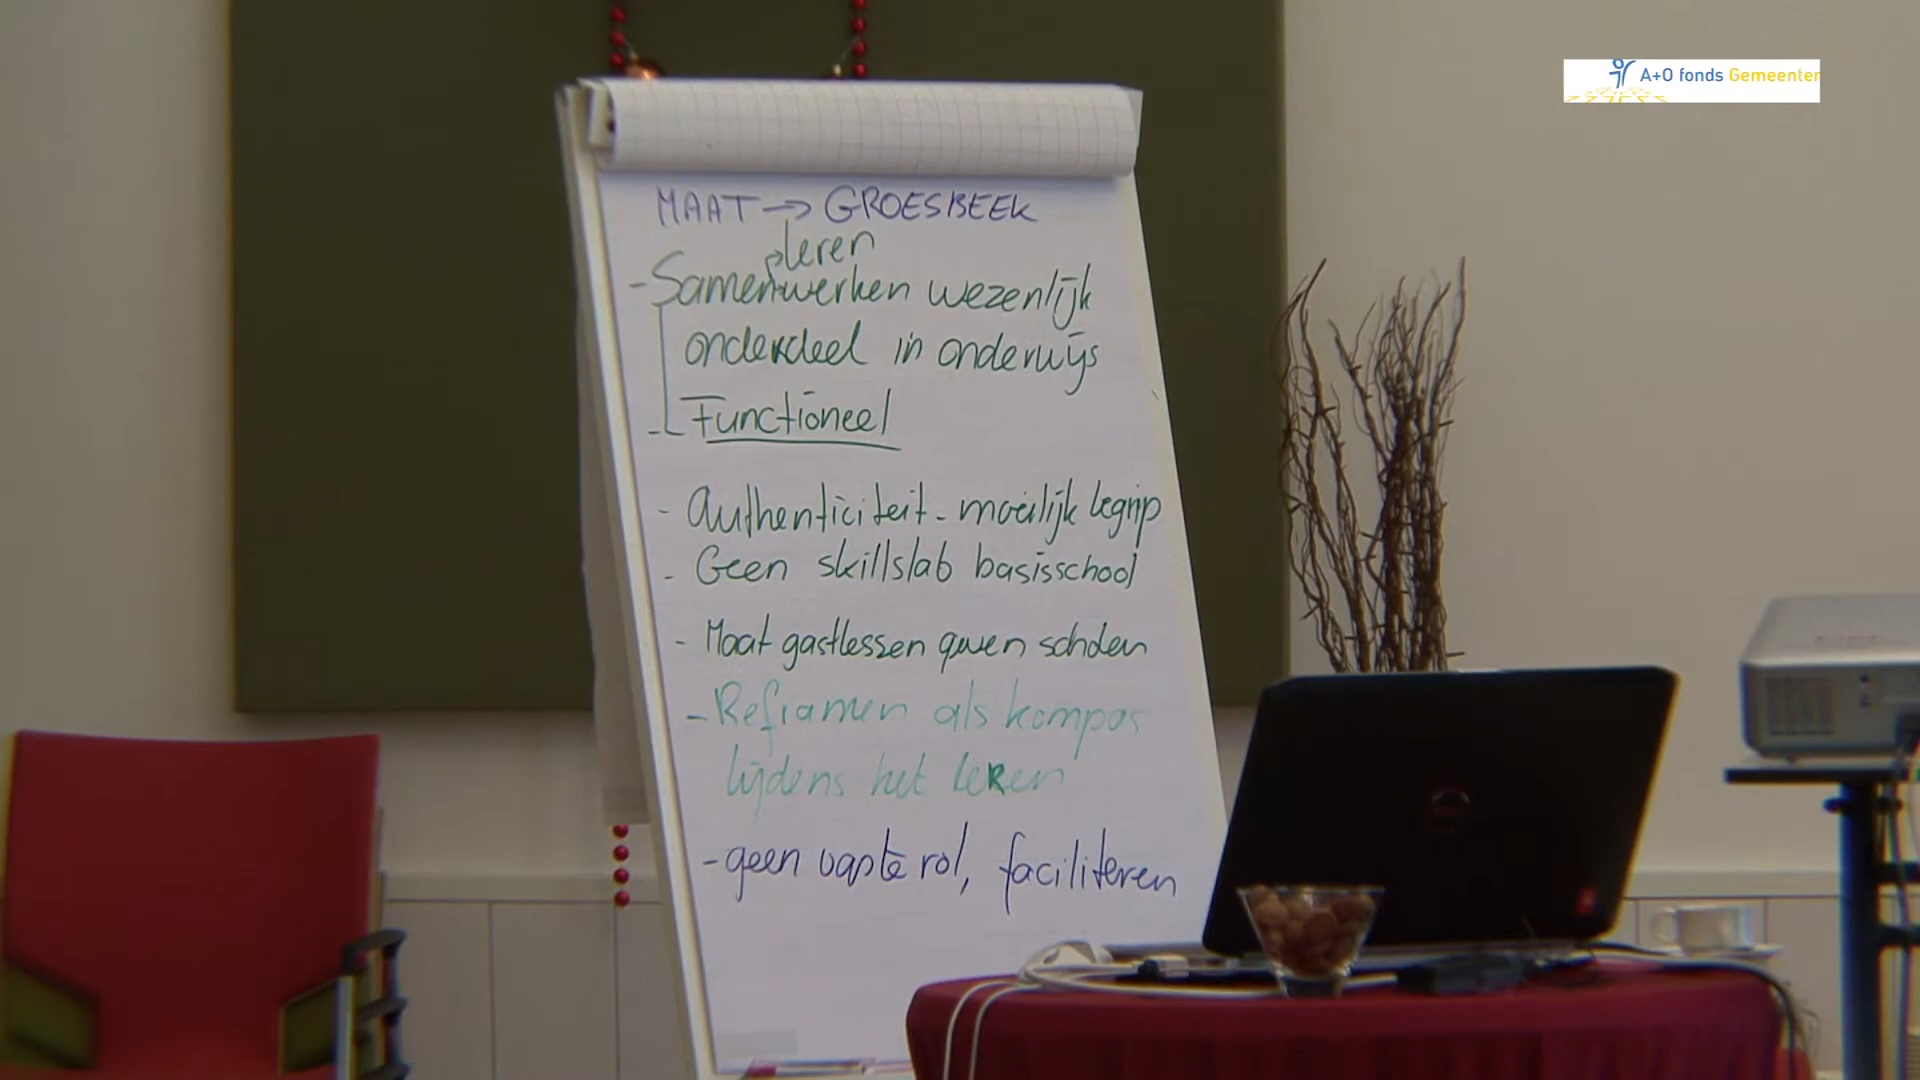 A+O fonds Gemeenten
MAAT → GROESBEEK
leren
- Samenwerken wezenlijk
onderdeel in onderwijs
- Functioneel
- Authenticiteit - moeilijk begrip
- Geen skillslab basisschool
- Maat gastlessen geven scholen
- Reframen als kompas
tijdens het leren
- geen vaste rol, faciliteren